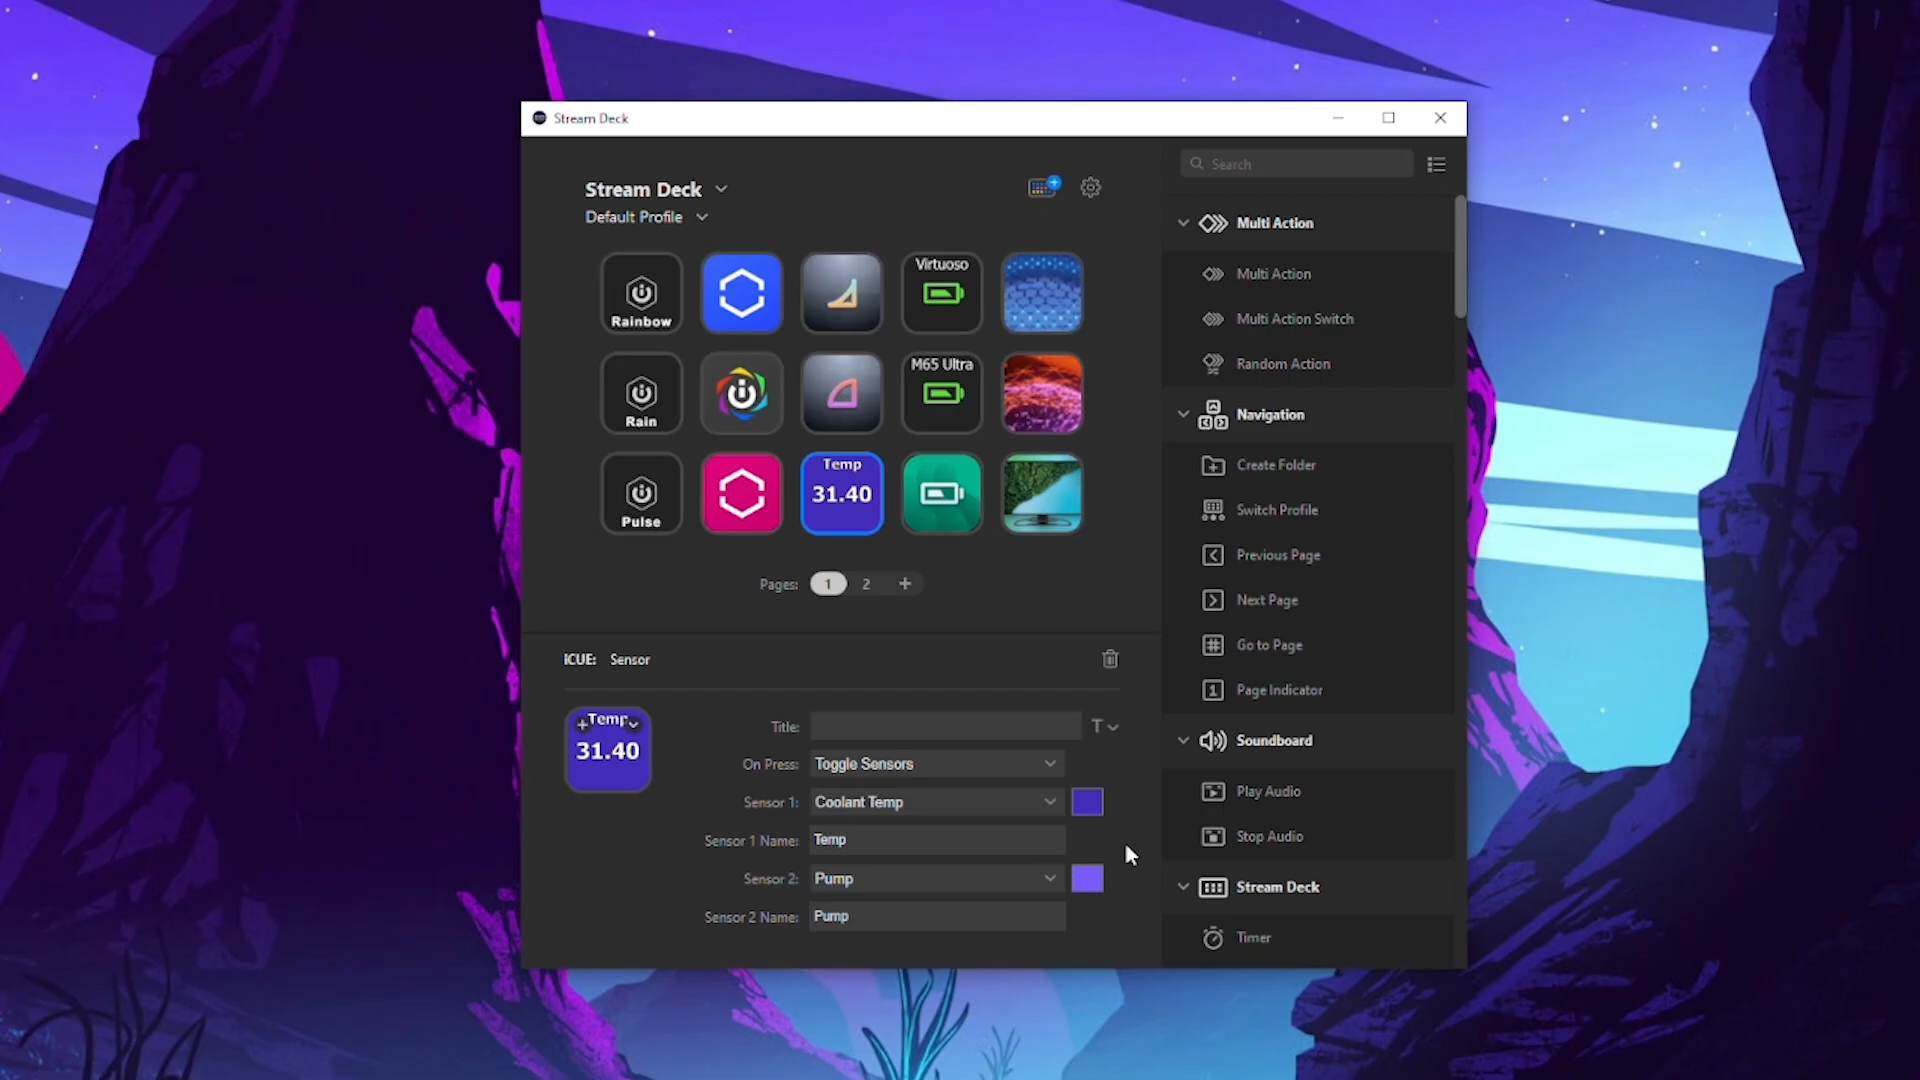 Stream Deck
Search
Stream Deck
Default Profile
Rainbow
Virtuoso
Rain
M65 Ultra
Pulse
Temp
31.40
Pages: 1 2 +
iCUE: Sensor
Temp
31.40
Title:
T
On Press: Toggle Sensors
Sensor 1: Coolant Temp
Sensor 1 Name: Temp
Sensor 2: Pump
Sensor 2 Name: Pump
Multi Action
Multi Action
Multi Action Switch
Random Action
Navigation
Create Folder
Switch Profile
Previous Page
Next Page
Go to Page
Page Indicator
Soundboard
Play Audio
Stop Audio
Stream Deck
Timer